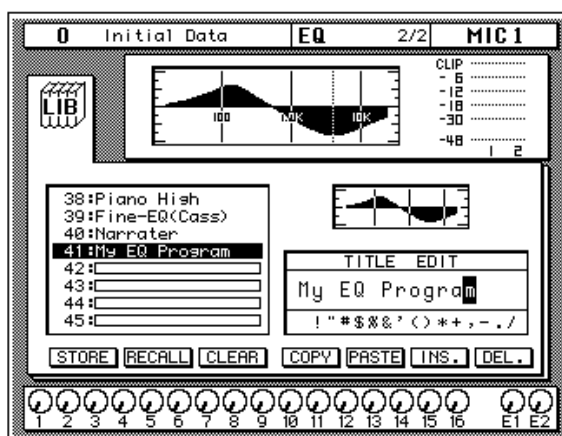 0 Initial Data EQ 2/2 MIC 1
CLIP
- 6
-12
-18
-30
-48
1 2
LIB
100 1.0K 10K
38:Piano High
39:Fine-EQ(Cass)
40:Narrater
41:My EQ Program
42:
43:
44:
45:
TITLE EDIT
My EQ Program
!"#$%&'()*+,-./
STORE RECALL CLEAR COPY PASTE INS. DEL.
1 2 3 4 5 6 7 8 9 10 11 12 13 14 15 16 E1 E2